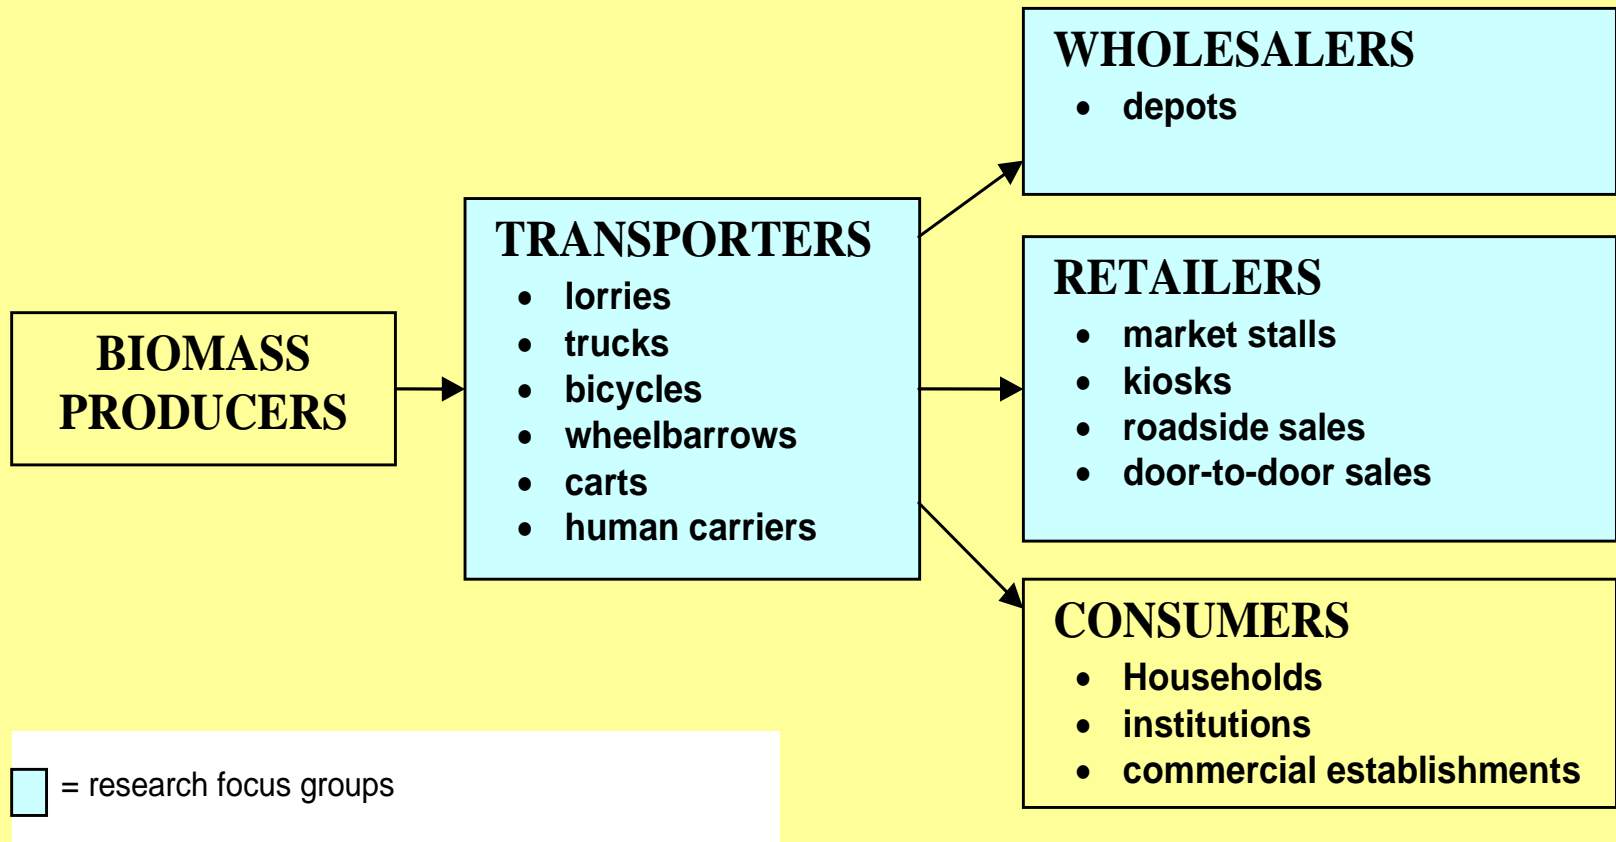 BIOMASS
PRODUCERS
TRANSPORTERS
• lorries
• trucks
• bicycles
• wheelbarrows
• carts
• human carriers
WHOLESALERS
• depots
RETAILERS
• market stalls
• kiosks
• roadside sales
• door-to-door sales
CONSUMERS
• Households
• institutions
• commercial establishments
= research focus groups